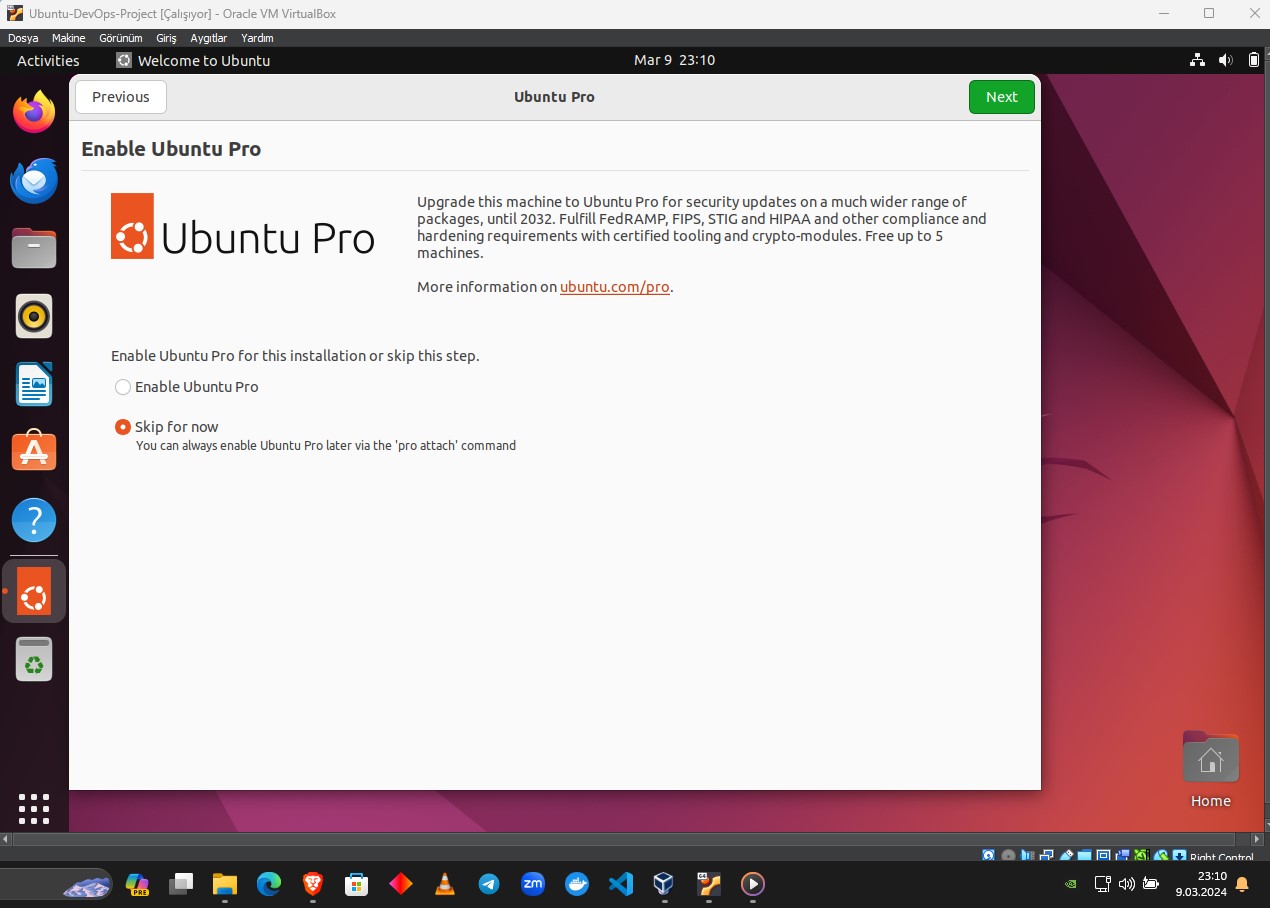 Ubuntu-DevOps-Project [Çalışıyor] - Oracle VM VirtualBox
Dosya Makine Görünüm Giriş Aygıtlar Yardım
Activities Welcome to Ubuntu Mar 9 23:10
Previous Ubuntu Pro Next
Enable Ubuntu Pro
Ubuntu Pro
Upgrade this machine to Ubuntu Pro for security updates on a much wider range of
packages, until 2032. Fulfill FedRAMP, FIPS, STIG and HIPAA and other compliance and
hardening requirements with certified tooling and crypto-modules. Free up to 5
machines.
More information on ubuntu.com/pro.
Enable Ubuntu Pro for this installation or skip this step.
Enable Ubuntu Pro
Skip for now
You can always enable Ubuntu Pro later via the 'pro attach' command
Home
Right Control
PRE
zm
23:10
9.03.2024